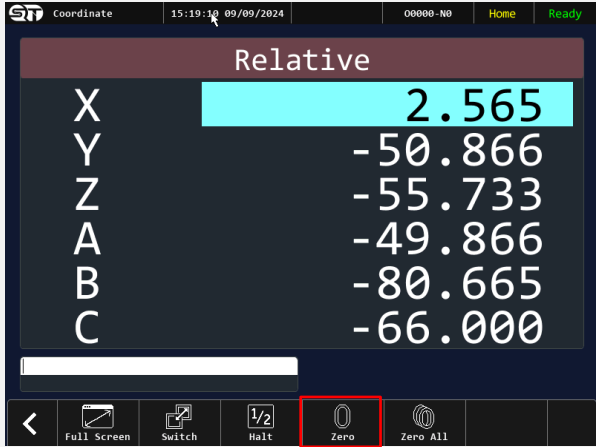 Coordinate 15:19:10 09/09/2024 O0000-N0 Home Ready
Relative
X 2.565
Y -50.866
Z -55.733
A -49.866
B -80.665
C -66.000
Full Screen Switch 1/2 Halt Zero Zero All